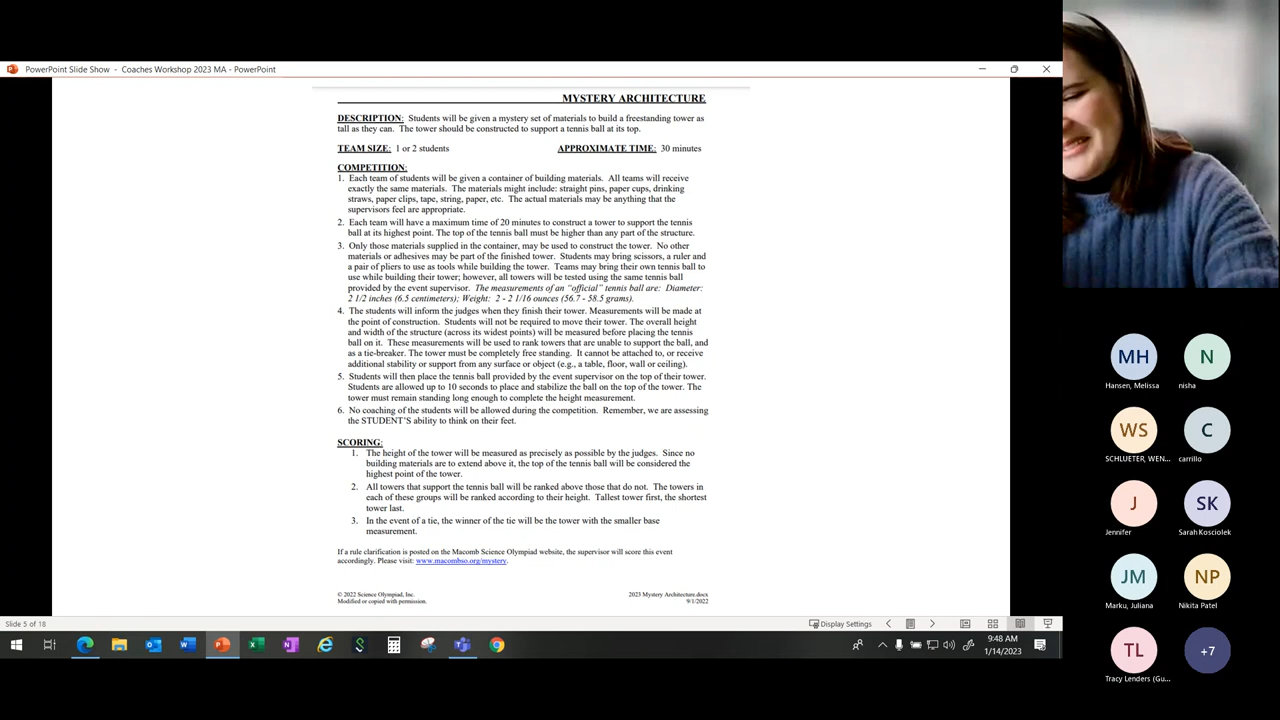 PowerPoint Slide Show - Coaches Workshop 2023 MA - PowerPoint
MYSTERY ARCHITECTURE
DESCRIPTION: Students will be given a mystery set of materials to build a freestanding tower as
tall as they can. The tower should be constructed to support a tennis ball at its top.
TEAM SIZE: 1 or 2 students APPROXIMATE TIME: 30 minutes
COMPETITION:
1. Each team of students will be given a container of building materials. All teams will receive
exactly the same materials. The materials might include: straight pins, paper cups, drinking
straws, paper clips, tape, string, paper, etc. The actual materials may be anything that the
supervisors feel are appropriate.
2. Each team will have a maximum time of 20 minutes to construct a tower to support the tennis
ball at its highest point. The top of the tennis ball must be higher than any part of the structure.
3. Only those materials supplied in the container, may be used to construct the tower. No other
materials or adhesives may be part of the finished tower. Students may bring scissors, a ruler and
a pair of pliers to use as tools while building the tower. Teams may bring their own tennis ball to
use while building their tower; however, all towers will be tested using the same tennis ball
provided by the event supervisor. The measurements of an "official" tennis ball are: Diameter:
2 1/2 inches (6.5 centimeters); Weight: 2 - 2 1/16 ounces (56.7 - 58.5 grams).
4. The students will inform the judges when they finish their tower. Measurements will be made at
the point of construction. Students will not be required to move their tower. The overall height
and width of the structure (across its widest points) will be measured before placing the tennis
ball on it. These measurements will be used to rank towers that are unable to support the ball, and
as a tie-breaker. The tower must be completely free standing. It cannot be attached to, or receive
additional stability or support from any surface or object (e.g., a table, floor, wall or ceiling).
5. Students will then place the tennis ball provided by the event supervisor on the top of their tower.
Students are allowed up to 10 seconds to place and stabilize the ball on the top of the tower. The
tower must remain standing long enough to complete the height measurement.
6. No coaching of the students will be allowed during the competition. Remember, we are assessing
the STUDENT'S ability to think on their feet.
SCORING:
1. The height of the tower will be measured as precisely as possible by the judges. Since no
building materials are to extend above it, the top of the tennis ball will be considered the
highest point of the tower.
2. All towers that support the tennis ball will be ranked above those that do not. The towers in
each of these groups will be ranked according to their height. Tallest tower first, the shortest
tower last.
3. In the event of a tie, the winner of the tie will be the tower with the smaller base
measurement.
If a rule clarification is posted on the Macomb Science Olympiad website, the supervisor will score this event
accordingly. Please visit: www.macombso.org/mystery.
© 2022 Science Olympiad, Inc. 2023 Mystery Architecture.docx
Modified or copied with permission. 9/1/2022
Slide 5 of 18
Display Settings
9:48 AM
1/14/2023
MH
Hansen, Melissa
N
nisha
WS
SCHLUETER, WEN...
C
carrillo
J
Jennifer
SK
Sarah Kosciolek
JM
Marku, Juliana
NP
Nikita Patel
TL
Tracy Lenders (Gu...
+7